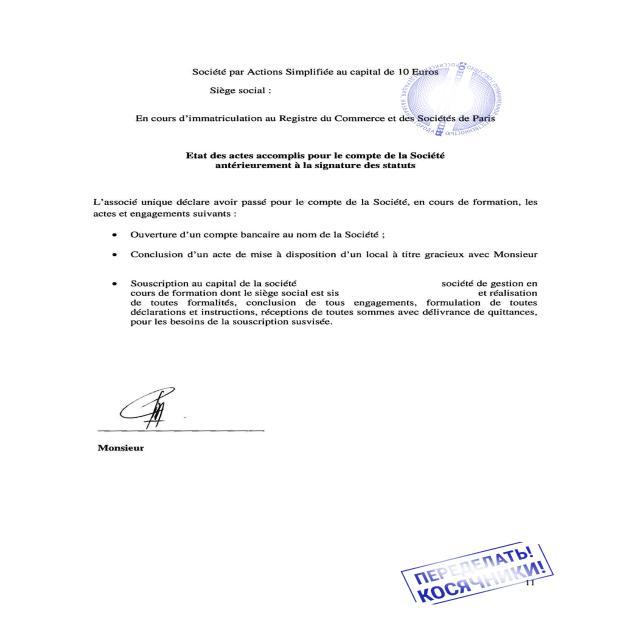 Société par Actions Simplifiée au capital de 10 Euros
Siège social :
En cours d’immatriculation au Registre du Commerce et des Sociétés de Paris
Etat des actes accomplis pour le compte de la Société
antérieurement à la signature des statuts
L’associé unique déclare avoir passé pour le compte de la Société, en cours de formation, les
actes et engagements suivants :
• Ouverture d’un compte bancaire au nom de la Société ;
• Conclusion d’un acte de mise à disposition d’un local à titre gracieux avec Monsieur
• Souscription au capital de la société société de gestion en
cours de formation dont le siège social est sis et réalisation
de toutes formalités, conclusion de tous engagements, formulation de toutes
déclarations et instructions, réceptions de toutes sommes avec délivrance de quittances,
pour les besoins de la souscription susvisée.
Monsieur
ПЕРЕДЕЛАТЬ!
КОСЯЧНИКИ!
11